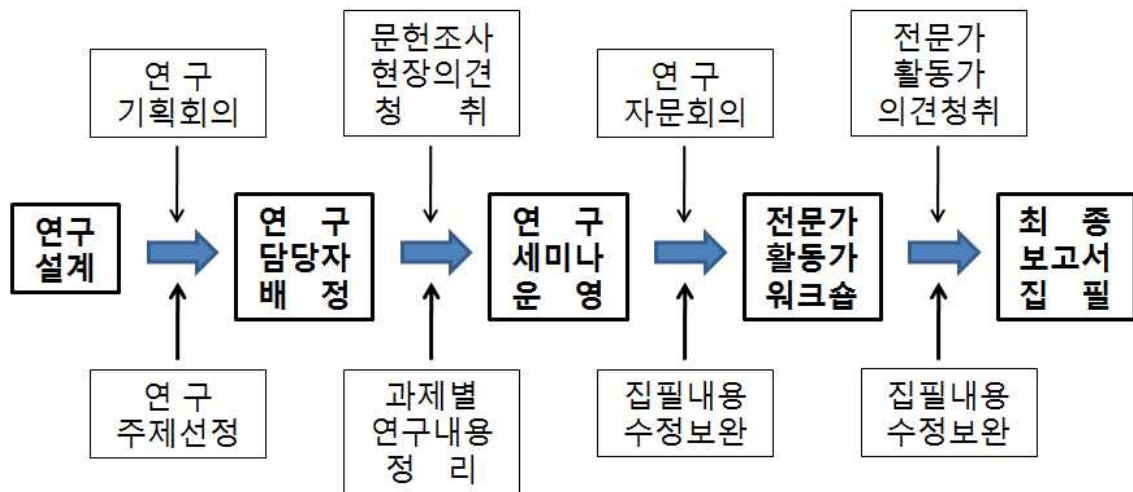 연 구
기획회의
문헌조사
현장의견
청 취
연 구
자문회의
전문가
활동가
의견청취
연구
설계
연 구
담당자
배 정
연 구
세미나
운 영
전문가
활동가
워크숍
최 종
보고서
집 필
연 구
주제선정
과제별
연구내용
정 리
집필내용
수정보완
집필내용
수정보완